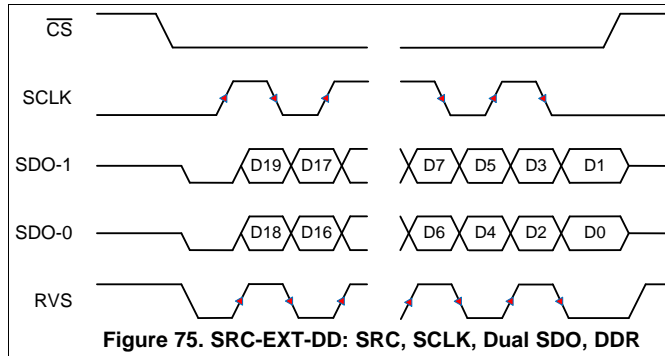 CS
SCLK
SDO-1 D19 D17 D7 D5 D3 D1
SDO-0 D18 D16 D6 D4 D2 D0
RVS
Figure 75. SRC-EXT-DD: SRC, SCLK, Dual SDO, DDR